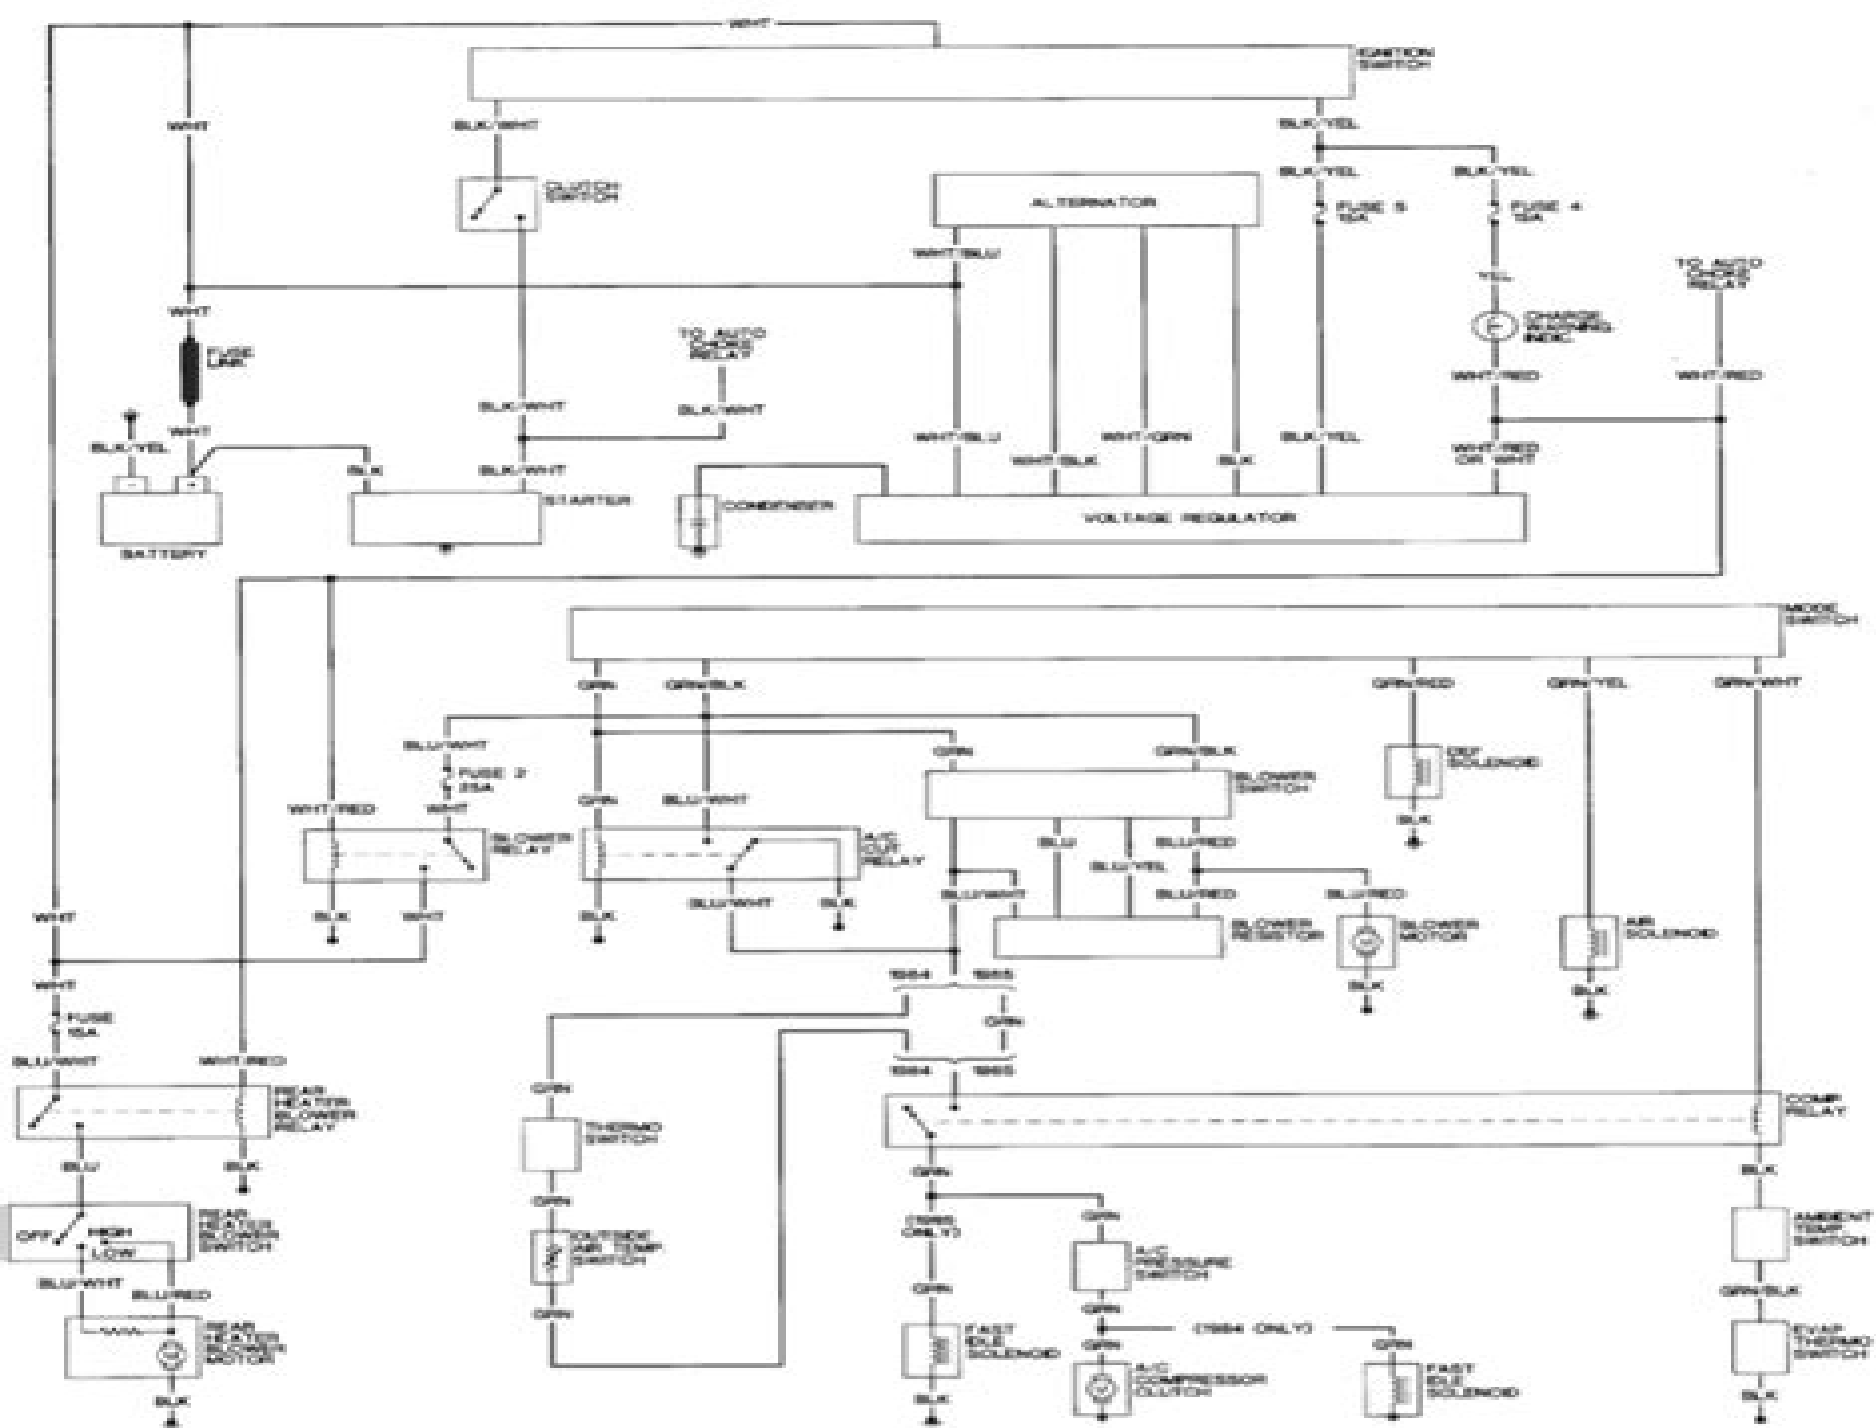 WHT
IGNITION
SWITCH
WHT
BLK/WHT
BLK/YEL
CLUTCH
SWITCH
BLK/YEL
BLK/YEL
ALTERNATOR
FUSE 5
15A
FUSE 4
15A
WHT/BLU
YEL
TO AUTO
CHOKE
RELAY
WHT
FUSE
LINK
TO AUTO
CHOKE
RELAY
CHARGE
WARNING
INDIC.
WHT/RED
WHT/RED
BLK/WHT
BLK/WHT
WHT
BLK/YEL
WHT/BLU
WHT/GRN
BLK/YEL
WHT/RED
OR WHT
BLK
BLK/WHT
WHT/BLK
BLK
STARTER
CONDENSER
VOLTAGE REGULATOR
BATTERY
MODE
SWITCH
GRN
GRN/BLK
GRN/RED
GRN/YEL
GRN/WHT
BLU/WHT
GRN
GRN/BLK
FUSE 2
25A
BLOWER
SWITCH
DEF
SOLENOID
WHT/RED
WHT
GRN
BLU/WHT
BLK
BLOWER
RELAY
A/C
CUT
RELAY
BLU
BLU/RED
BLU/YEL
BLU/WHT
BLU/RED
BLU/RED
WHT
BLK
WHT
BLK
BLU/WHT
BLK
BLOWER
RESISTOR
BLOWER
MOTOR
AIR
SOLENOID
WHT
1984
1985
BLK
BLK
FUSE
15A
GRN
BLU/WHT
WHT/RED
1984
1985
GRN
REAR
HEATER
BLOWER
RELAY
THERMO
SWITCH
COMP
RELAY
BLU
BLK
GRN
BLK
GRN
OFF
HIGH
LOW
REAR
HEATER
BLOWER
SWITCH
OUTSIDE
AIR TEMP
SWITCH
(1985
ONLY)
GRN
A/C
PRESSURE
SWITCH
AMBIENT
TEMP
SWITCH
BLU/WHT
BLU/RED
GRN
GRN
GRN
GRN/BLK
REAR
HEATER
BLOWER
MOTOR
FAST
IDLE
SOLENOID
(1984 ONLY)
GRN
GRN
EVAP
THERMO
SWITCH
BLK
BLK
A/C
COMPRESSOR
CLUTCH
FAST
IDLE
SOLENOID
BLK